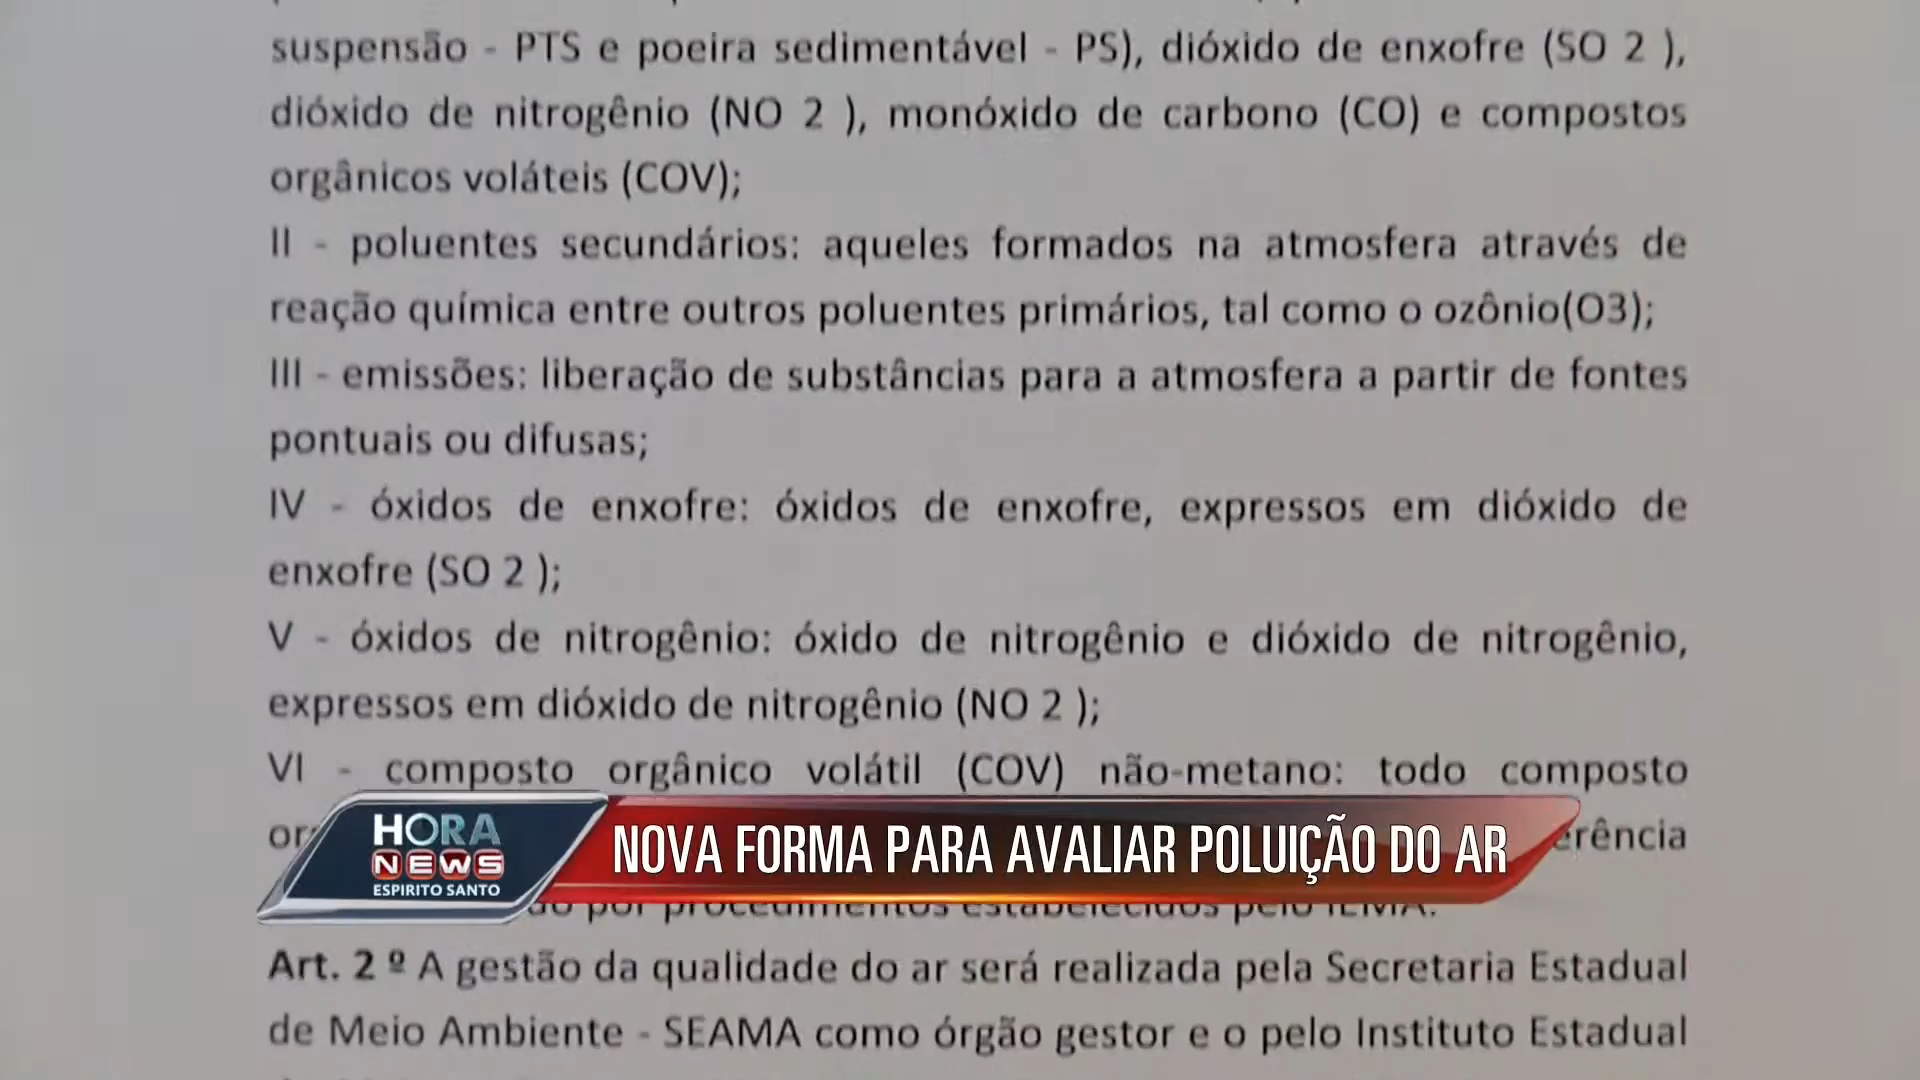 suspensão - PTS e poeira sedimentável - PS), dióxido de enxofre (SO 2 ),
dióxido de nitrogênio (NO 2 ), monóxido de carbono (CO) e compostos
orgânicos voláteis (COV);
II - poluentes secundários: aqueles formados na atmosfera através de
reação química entre outros poluentes primários, tal como o ozônio(O3);
III - emissões: liberação de substâncias para a atmosfera a partir de fontes
pontuais ou difusas;
IV - óxidos de enxofre: óxidos de enxofre, expressos em dióxido de
enxofre (SO 2 );
V - óxidos de nitrogênio: óxido de nitrogênio e dióxido de nitrogênio,
expressos em dióxido de nitrogênio (NO 2 );
VI - composto orgânico volátil (COV) não-metano: todo composto
HORA
NEWS
ESPIRITO SANTO
NOVA FORMA PARA AVALIAR POLUIÇÃO DO AR
por procedimentos estabelecidos pelo IEMA.
Art. 2 º A gestão da qualidade do ar será realizada pela Secretaria Estadual
de Meio Ambiente - SEAMA como órgão gestor e o pelo Instituto Estadual